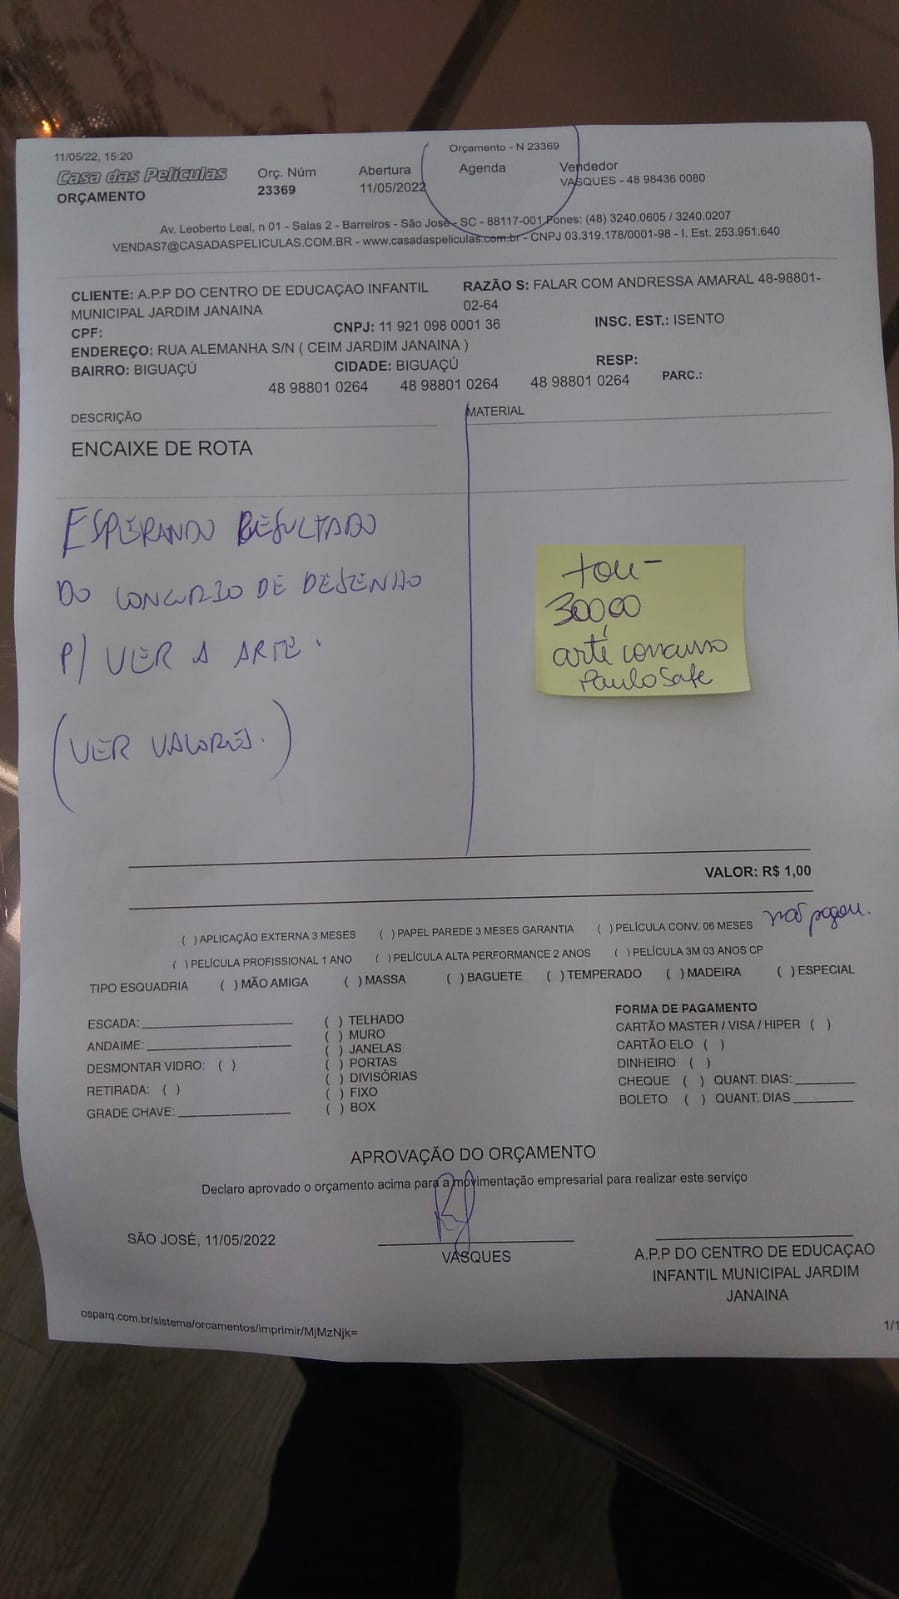 11/05/22, 15:20
Orçamento - N 23369
Casa das Películas
ORÇAMENTO
Orç. Núm
23369
Abertura
11/05/2022
Agenda
Vendedor
VASQUES - 48 98436 0080
Av. Leoberto Leal, n 01 - Salas 2 - Barreiros - São José - SC - 88117-001 Fones: (48) 3240.0605 / 3240.0207
VENDAS7@CASADASPELICULAS.COM.BR - www.casadaspeliculas.com.br - CNPJ 03.319.178/0001-98 - I. Est. 253.951.640
CLIENTE: A.P.P DO CENTRO DE EDUCAÇAO INFANTIL
MUNICIPAL JARDIM JANAINA
RAZÃO S: FALAR COM ANDRESSA AMARAL 48-98801-
02-64
CPF:
CNPJ: 11 921 098 0001 36
INSC. EST.: ISENTO
ENDEREÇO: RUA ALEMANHA S/N ( CEIM JARDIM JANAINA )
BAIRRO: BIGUAÇÚ
CIDADE: BIGUAÇÚ
RESP:
48 98801 0264 48 98801 0264 48 98801 0264
PARC.:
DESCRIÇÃO
MATERIAL
ENCAIXE DE ROTA
ESPERANDO RESULTADO
DO CONCURSO DE DESENHO
P/ VER A ARTE.
(VER VALORES.)
30000
arte concurso
Paulo
VALOR: R$ 1,00
não pagou.
( ) APLICAÇÃO EXTERNA 3 MESES ( ) PAPEL PAREDE 3 MESES GARANTIA ( ) PELÍCULA CONV. 06 MESES
( ) PELÍCULA PROFISSIONAL 1 ANO ( ) PELÍCULA ALTA PERFORMANCE 2 ANOS ( ) PELÍCULA 3M 03 ANOS CP
TIPO ESQUADRIA ( ) MÃO AMIGA ( ) MASSA ( ) BAGUETE ( ) TEMPERADO ( ) MADEIRA ( ) ESPECIAL
ESCADA:
ANDAIME:
DESMONTAR VIDRO: ( )
RETIRADA: ( )
GRADE CHAVE:
( ) TELHADO
( ) MURO
( ) JANELAS
( ) PORTAS
( ) DIVISÓRIAS
( ) FIXO
( ) BOX
FORMA DE PAGAMENTO
CARTÃO MASTER / VISA / HIPER ( )
CARTÃO ELO ( )
DINHEIRO ( )
CHEQUE ( ) QUANT. DIAS:
BOLETO ( ) QUANT. DIAS
APROVAÇÃO DO ORÇAMENTO
Declaro aprovado o orçamento acima para a movimentação empresarial para realizar este serviço
SÃO JOSÉ, 11/05/2022
VASQUES
A.P.P DO CENTRO DE EDUCAÇAO
INFANTIL MUNICIPAL JARDIM
JANAINA
osparq.com.br/sistema/orcamentos/imprimir/MjMzNjk=
1/1